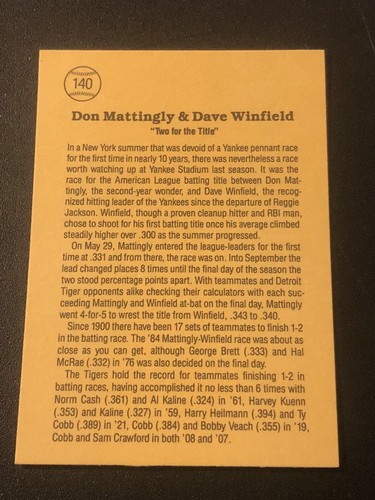 140
Don Mattingly & Dave Winfield
"Two for the Title"
In a New York summer that was devoid of a Yankee pennant race
for the first time in nearly 10 years, there was nevertheless a race
worth watching up at Yankee Stadium last season. It was the
race for the American League batting title between Don Mat-
tingly, the second-year wonder, and Dave Winfield, the recog-
nized hitting leader of the Yankees since the departure of Reggie
Jackson. Winfield, though a proven cleanup hitter and RBI man,
chose to shoot for his first batting title once his average climbed
steadily higher over .300 as the summer progressed.
On May 29, Mattingly entered the league-leaders for the first
time at .331 and from there, the race was on. Into September the
lead changed places 8 times until the final day of the season the
two stood percentage points apart. With teammates and Detroit
Tiger opponents alike checking their calculators with each suc-
ceeding Mattingly and Winfield at-bat on the final day, Mattingly
went 4-for-5 to wrest the title from Winfield, .343 to .340.
Since 1900 there have been 17 sets of teammates to finish 1-2
in the batting race. The '84 Mattingly-Winfield race was about as
close as you can get, although George Brett (.333) and Hal
McRae (.332) in '76 was also decided on the final day.
The Tigers hold the record for teammates finishing 1-2 in
batting races, having accomplished it no less than 6 times with
Norm Cash (.361) and Al Kaline (.324) in '61, Harvey Kuenn
(.353) and Kaline (.327) in '59, Harry Heilmann (.394) and Ty
Cobb (.389) in '21, Cobb (.384) and Bobby Veach (.355) in '19,
Cobb and Sam Crawford in both '08 and '07.